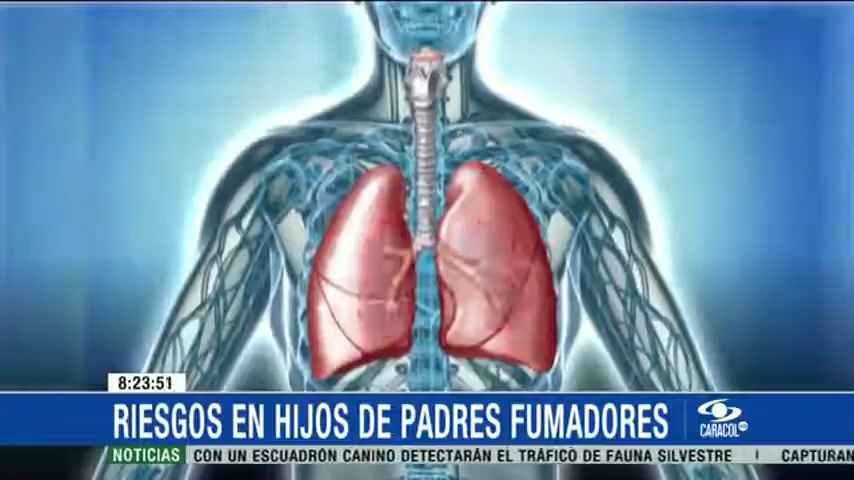 8:23:51
RIESGOS EN HIJOS DE PADRES FUMADORES
CARACOL HD
NOTICIAS CON UN ESCUADRÓN CANINO DETECTARÁN EL TRÁFICO DE FAUNA SILVESTRE | CAPTURAN